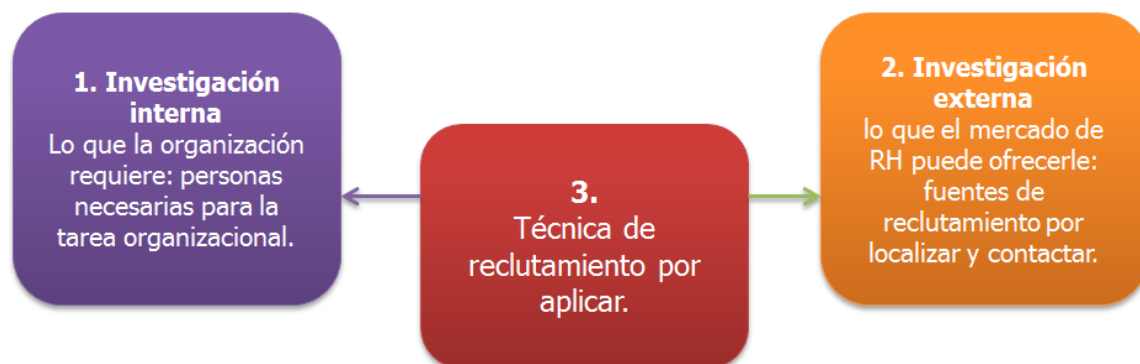 1. Investigación
interna
Lo que la organización
requiere: personas
necesarias para la
tarea organizacional.
2. Investigación
externa
lo que el mercado de
RH puede ofrecerle:
fuentes de
reclutamiento por
localizar y contactar.
3.
Técnica de
reclutamiento por
aplicar.